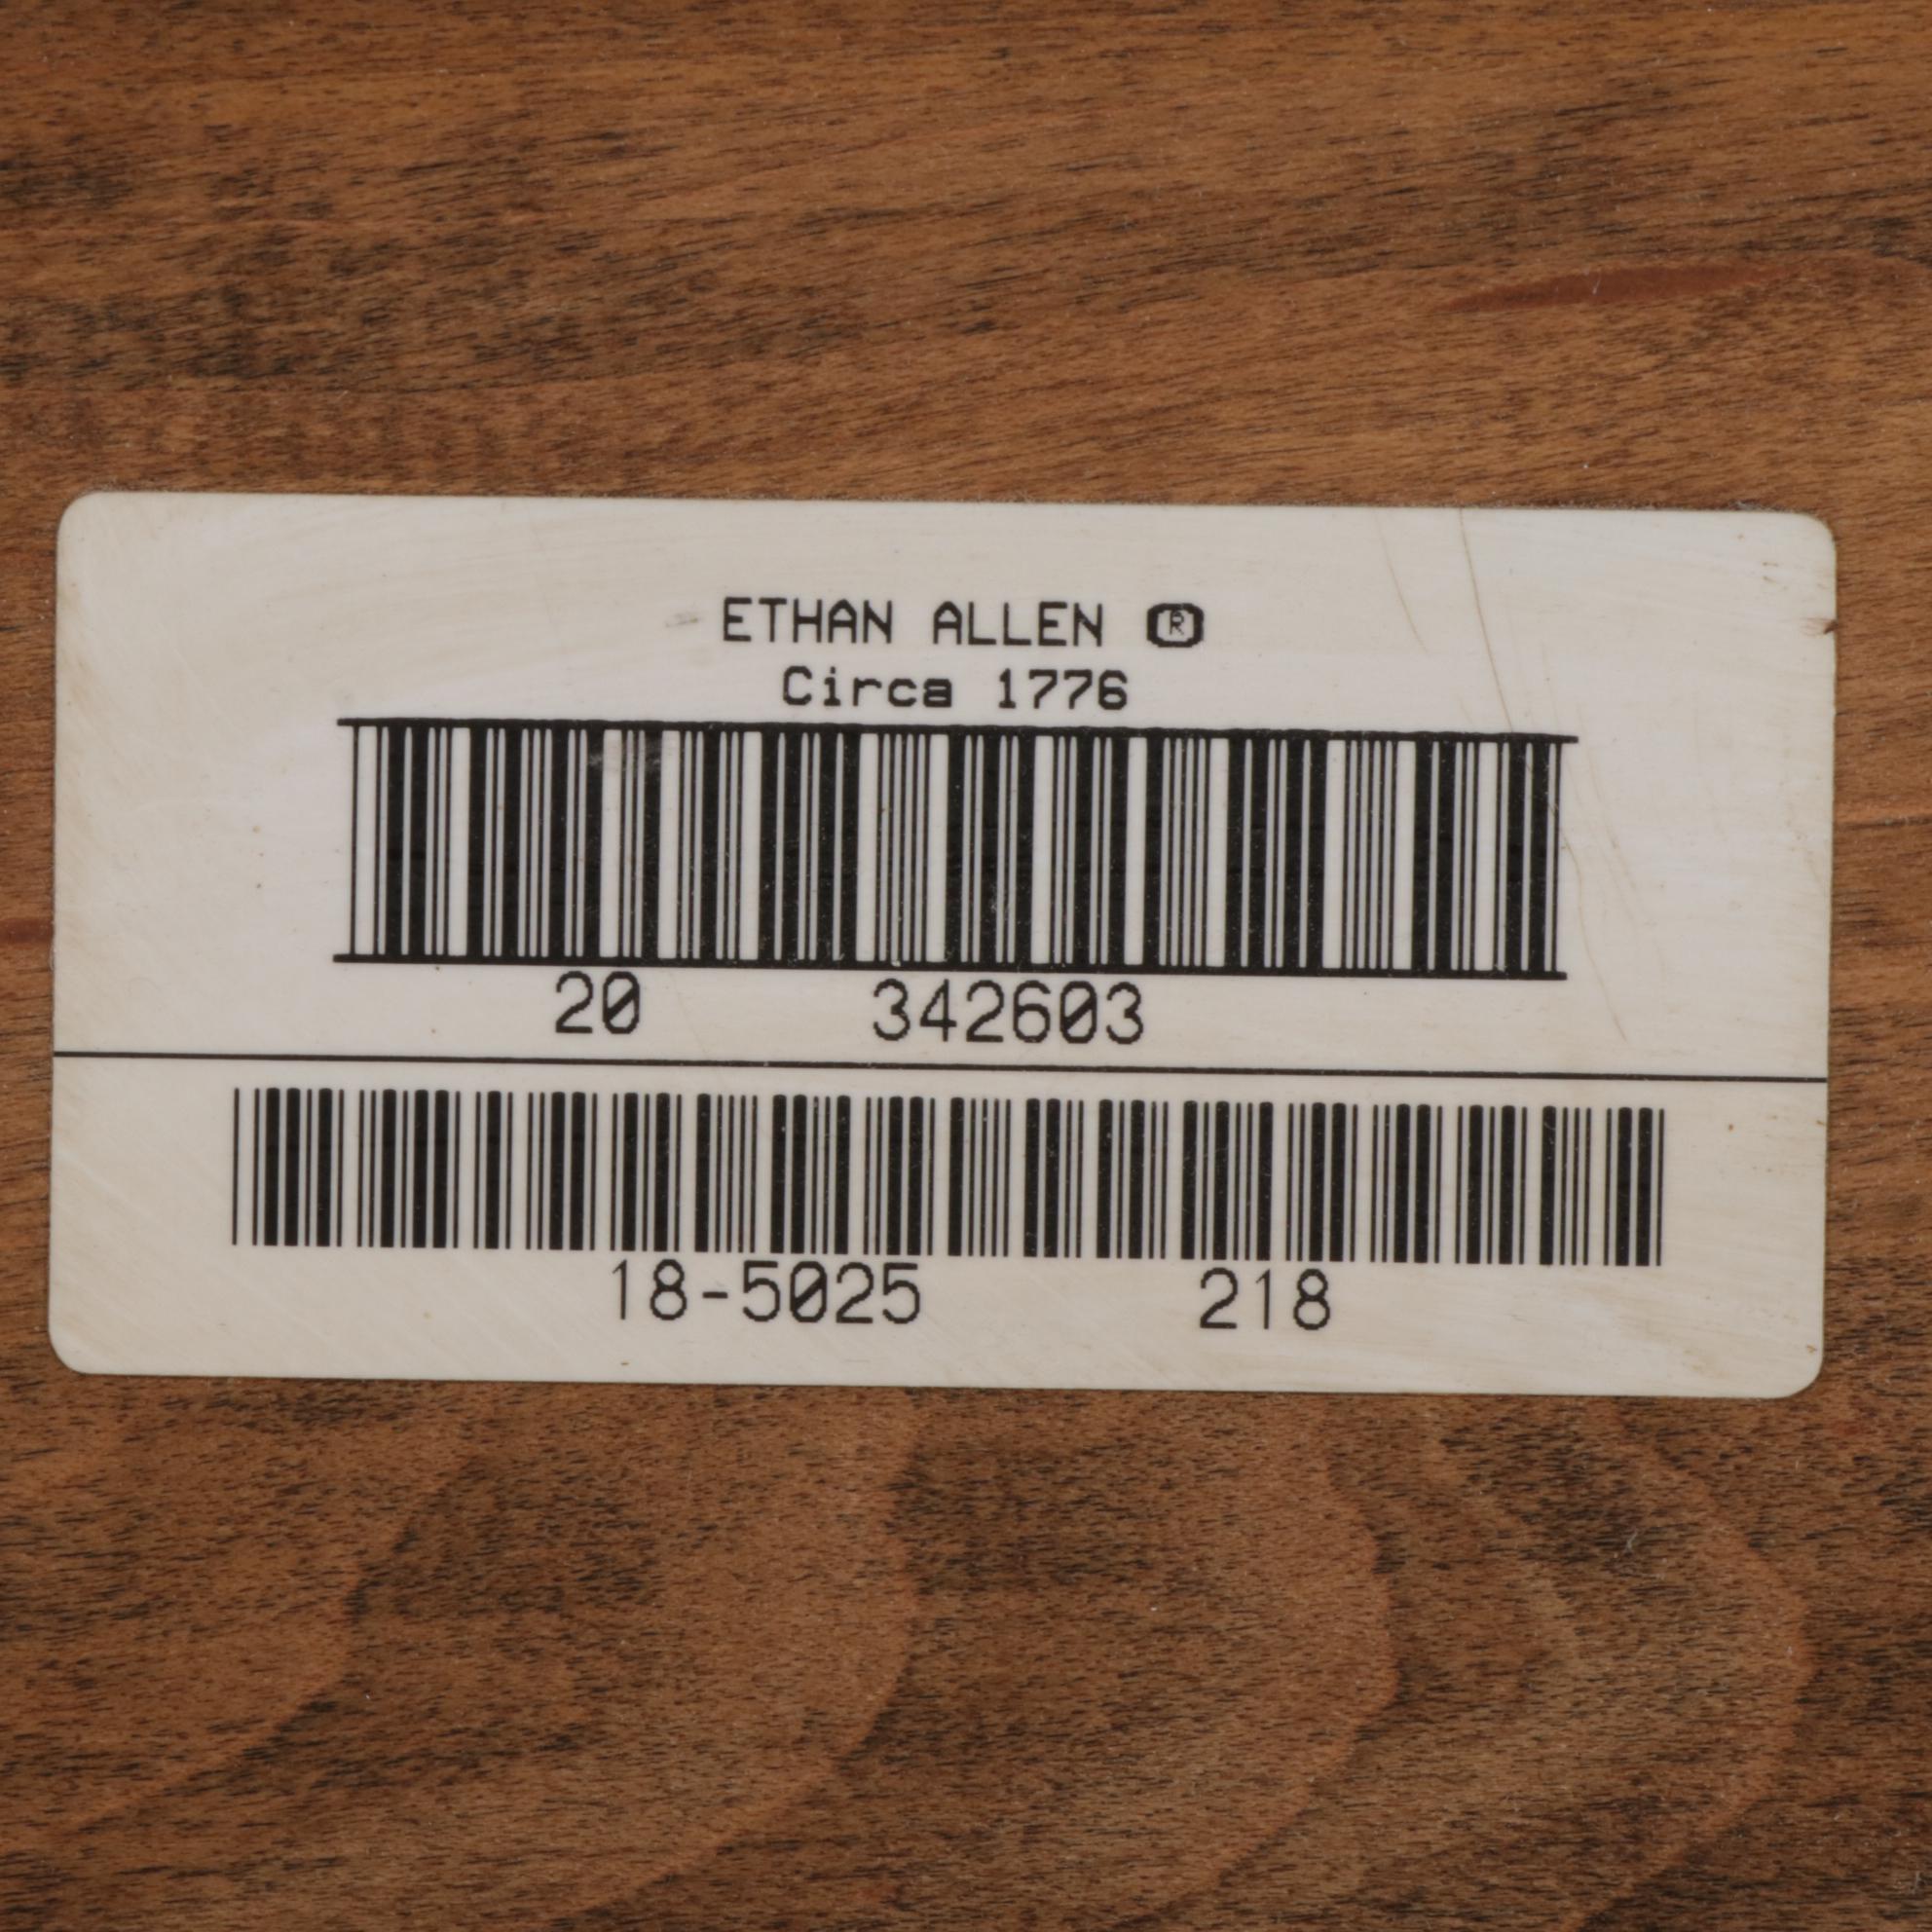 ETHAN ALLEN ®
Circa 1776
20 342603
18-5025 218